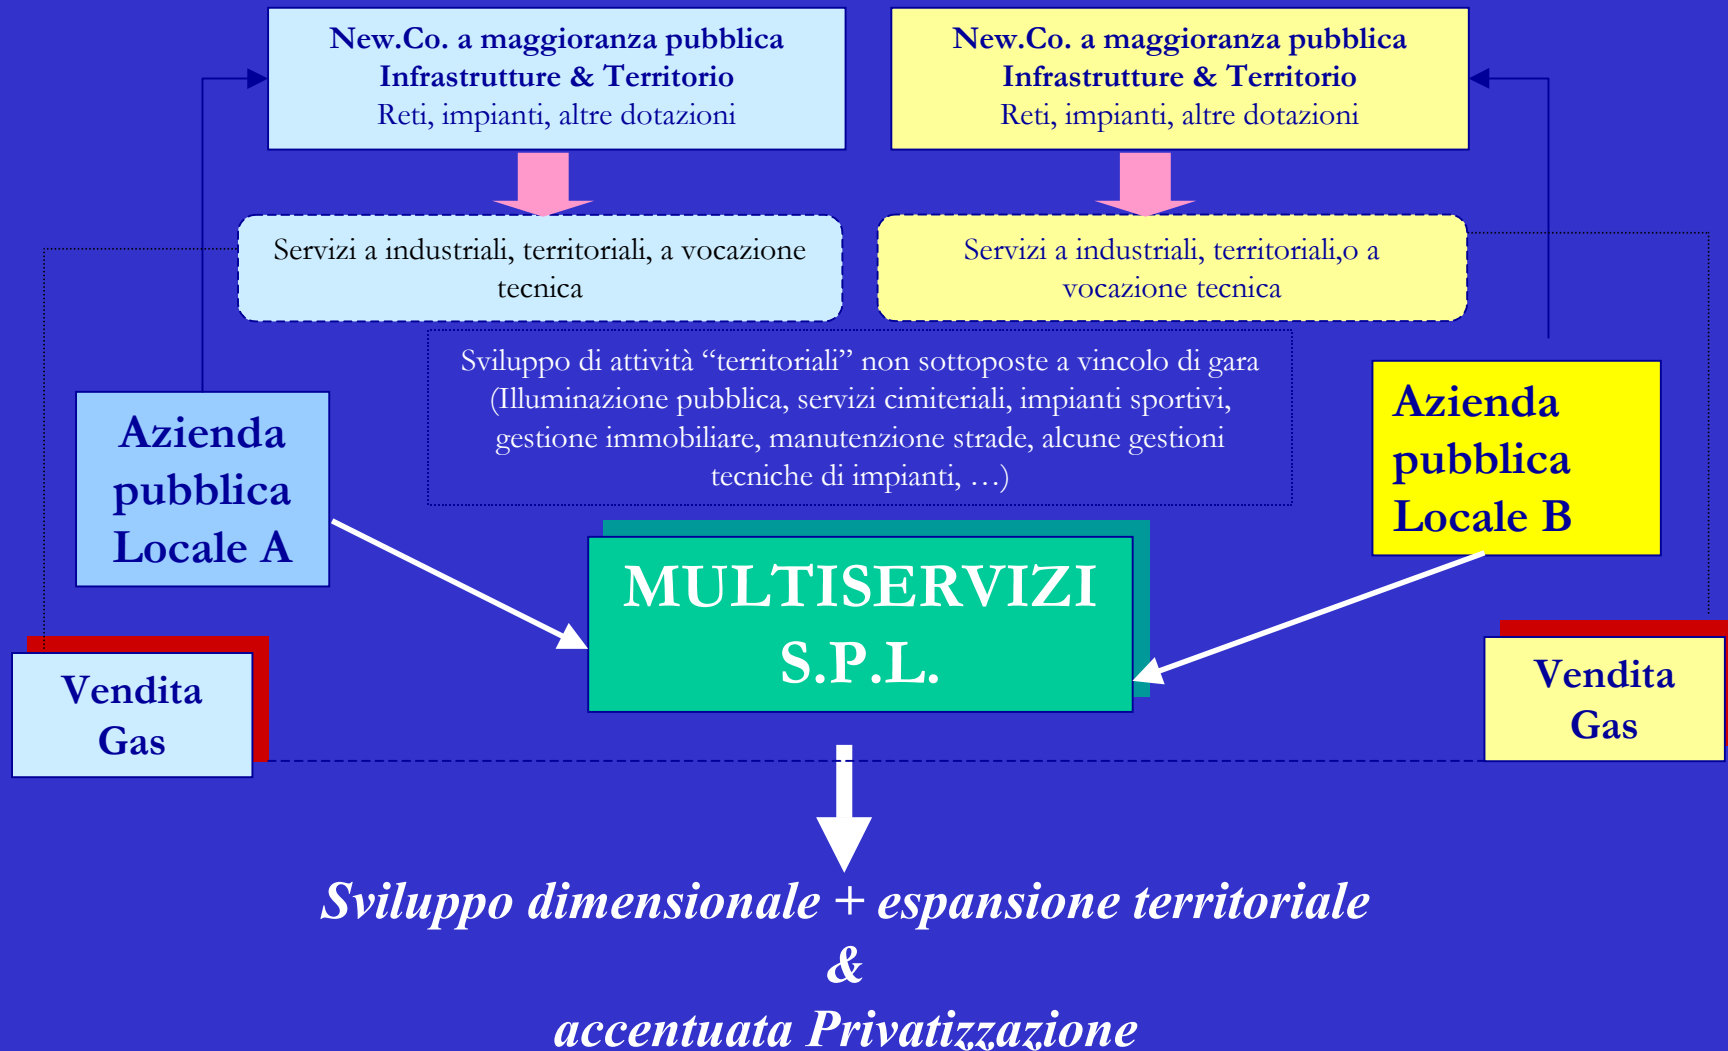 New.Co. a maggioranza pubblica
Infrastrutture & Territorio
Reti, impianti, altre dotazioni
New.Co. a maggioranza pubblica
Infrastrutture & Territorio
Reti, impianti, altre dotazioni
Servizi a industriali, territoriali, a vocazione
tecnica
Servizi a industriali, territoriali,o a
vocazione tecnica
Sviluppo di attività “territoriali” non sottoposte a vincolo di gara
(Illuminazione pubblica, servizi cimiteriali, impianti sportivi,
gestione immobiliare, manutenzione strade, alcune gestioni
tecniche di impianti, …)
Azienda
pubblica
Locale A
Azienda
pubblica
Locale B
MULTISERVIZI
S.P.L.
Vendita
Gas
Vendita
Gas
Sviluppo dimensionale + espansione territoriale
&
accentuata Privatizzazione